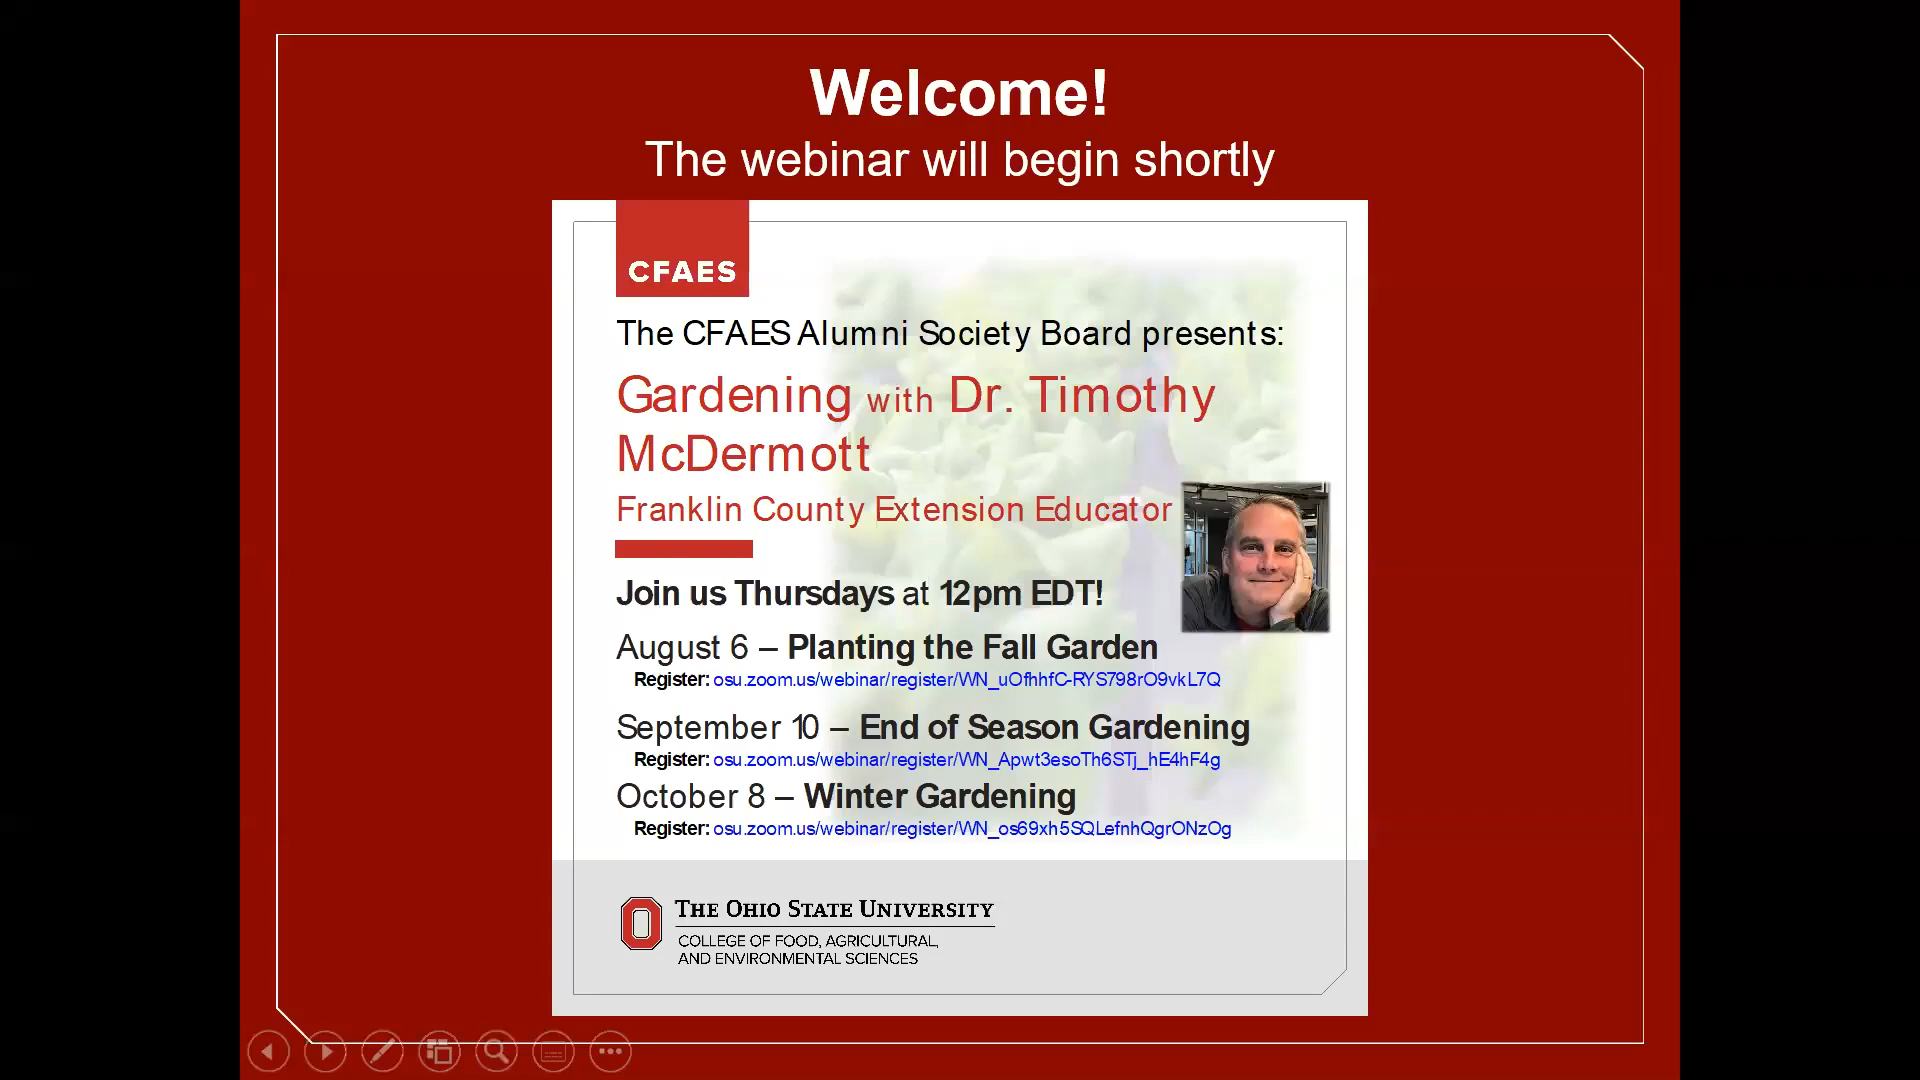 Welcome!
The webinar will begin shortly
CFAES
The CFAES Alumni Society Board presents:
Gardening with Dr. Timothy
McDermott
Franklin County Extension Educator
Join us Thursdays at 12pm EDT!
August 6 – Planting the Fall Garden
Register: osu.zoom.us/webinar/register/WN_uOfhhfC-RYS798rO9vkL7Q
September 10 – End of Season Gardening
Register: osu.zoom.us/webinar/register/WN_Apwt3esoTh6STj_hE4hF4g
October 8 – Winter Gardening
Register: osu.zoom.us/webinar/register/WN_os69xh5SQLefnhQgrONzOg
THE OHIO STATE UNIVERSITY
COLLEGE OF FOOD, AGRICULTURAL,
AND ENVIRONMENTAL SCIENCES